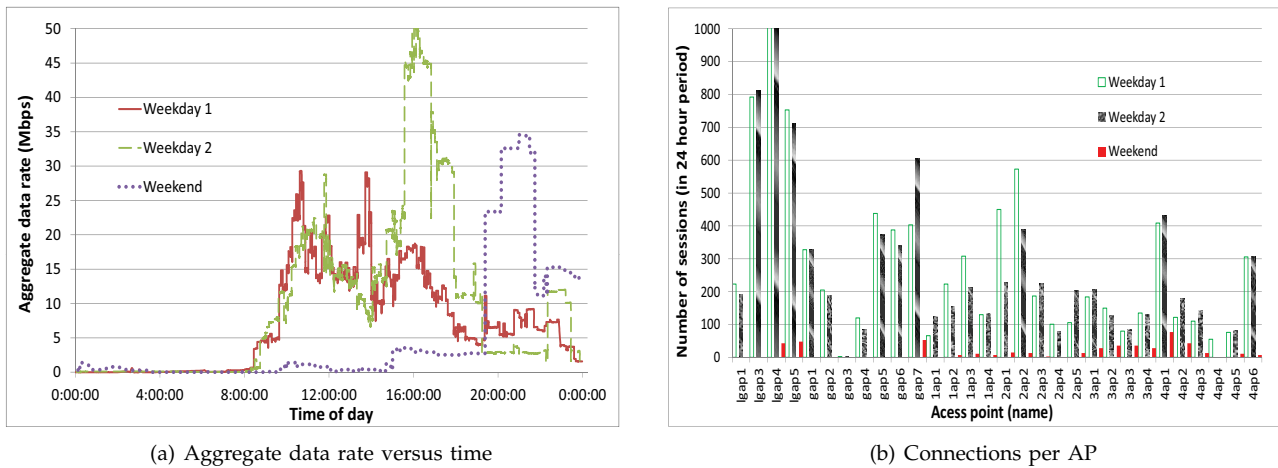 50
45
40
35
30
25
20
15
10
5
0
Aggregate data rate (Mbps)
Weekday 1
Weekday 2
Weekend
0:00:00
4:00:00
8:00:00
12:00:00
16:00:00
20:00:00
0:00:00
Time of day
(a) Aggregate data rate versus time
1000
900
800
700
600
500
400
300
200
100
0
Number of sessions (in 24 hour period)
Weekday 1
Weekday 2
Weekend
lgap1
lgap3
lgap4
lgap5
gap1
gap2
gap3
gap4
gap5
gap6
gap7
1ap1
1ap2
1ap3
1ap4
2ap1
2ap2
2ap3
2ap4
2ap5
3ap1
3ap2
3ap3
3ap4
4ap1
4ap2
4ap3
4ap4
4ap5
4ap6
Acess point (name)
(b) Connections per AP